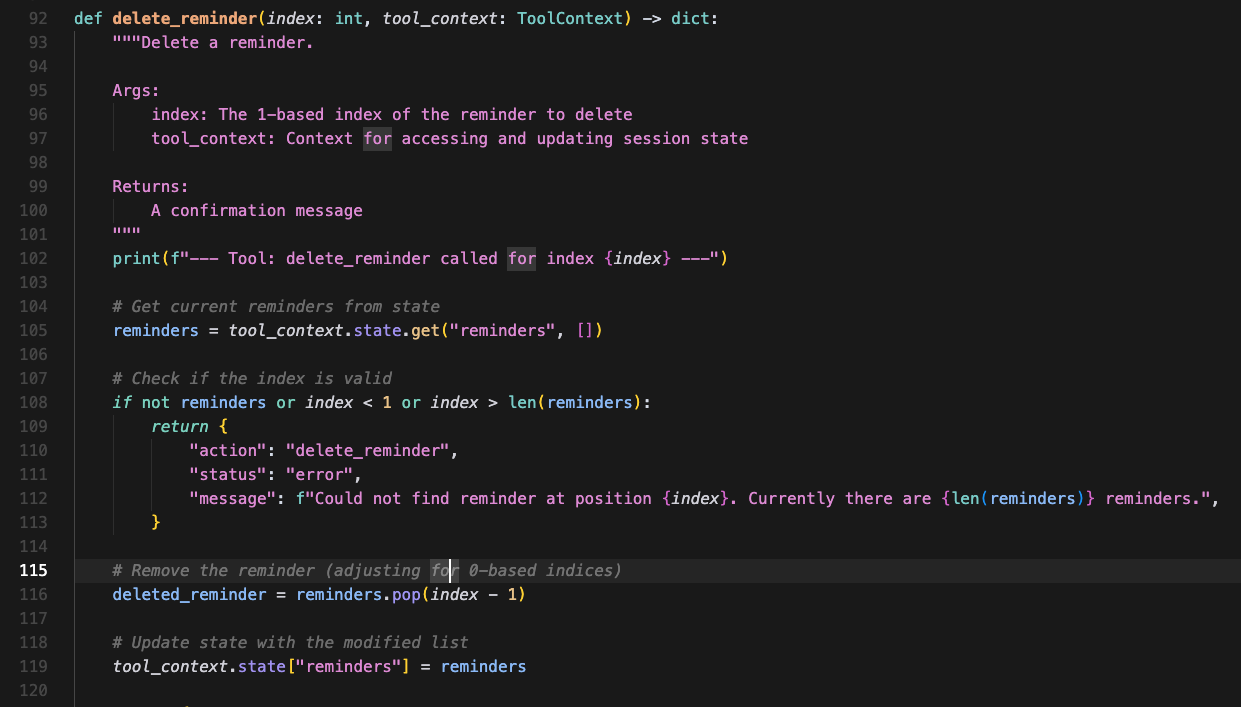 92 def delete_reminder(index: int, tool_context: ToolContext) -> dict:
93     """Delete a reminder.
94
95     Args:
96         index: The 1-based index of the reminder to delete
97         tool_context: Context for accessing and updating session state
98
99     Returns:
100         A confirmation message
101     """
102     print(f"--- Tool: delete_reminder called for index {index} ---")
103
104     # Get current reminders from state
105     reminders = tool_context.state.get("reminders", [])
106
107     # Check if the index is valid
108     if not reminders or index < 1 or index > len(reminders):
109         return {
110             "action": "delete_reminder",
111             "status": "error",
112             "message": f"Could not find reminder at position {index}. Currently there are {len(reminders)} reminders.",
113         }
114
115     # Remove the reminder (adjusting for 0-based indices)
116     deleted_reminder = reminders.pop(index - 1)
117
118     # Update state with the modified list
119     tool_context.state["reminders"] = reminders
120